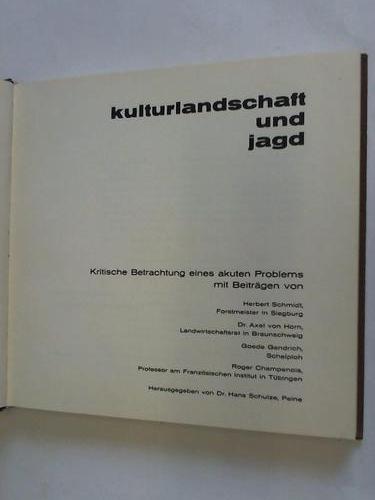 kulturlandschaft
und
jagd
Kritische Betrachtung eines akuten Problems
mit Beiträgen von
Herbert Schmidt,
Forstmeister in Siegburg
Dr. Axel von Horn,
Landwirtschaftsrat in Braunschweig
Goede Gendrich,
Schelploh
Roger Champenois,
Professor am Französischen Institut in Tübingen
Herausgegeben von Dr. Hans Schulze, Peine